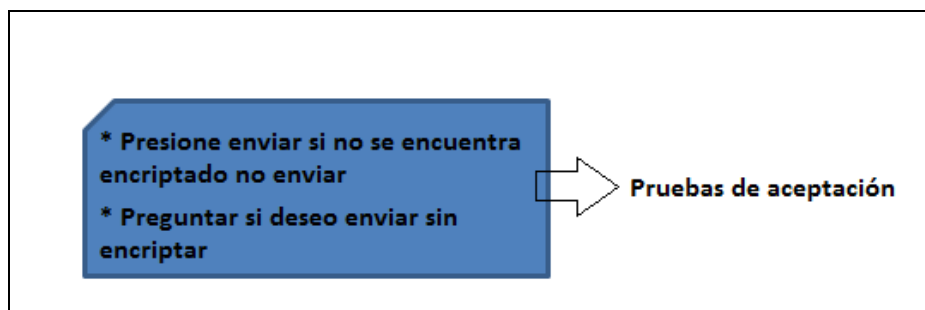 * Presione enviar si no se encuentra
encriptado no enviar
* Preguntar si deseo enviar sin
encriptar
Pruebas de aceptación